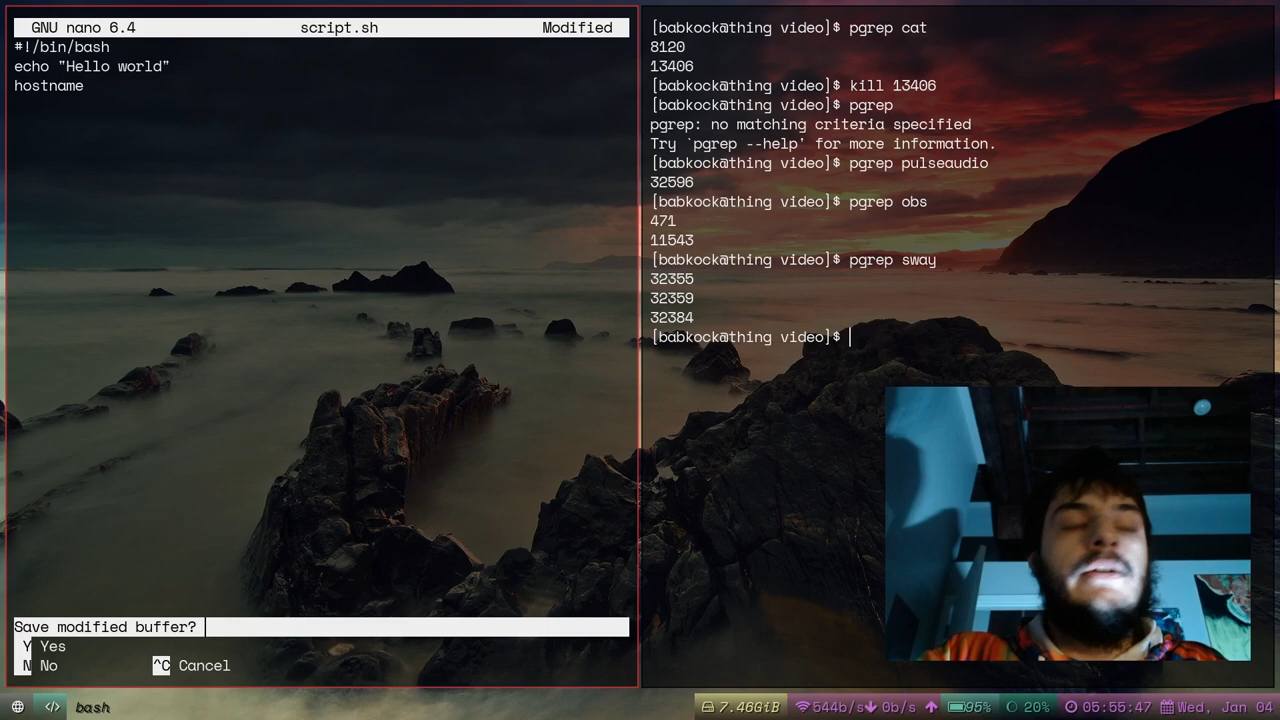 GNU nano 6.4 script.sh Modified
#!/bin/bash
echo "Hello world"
hostname
Save modified buffer?
Y Yes
N No ^C Cancel
[babkock@thing video]$ pgrep cat
8120
13406
[babkock@thing video]$ kill 13406
[babkock@thing video]$ pgrep
pgrep: no matching criteria specified
Try `pgrep --help' for more information.
[babkock@thing video]$ pgrep pulseaudio
32596
[babkock@thing video]$ pgrep obs
471
11543
[babkock@thing video]$ pgrep sway
32355
32359
32384
[babkock@thing video]$
</> bash 7.46GiB 544b/s 0b/s 95% 20% 05:55:47 Wed, Jan 04